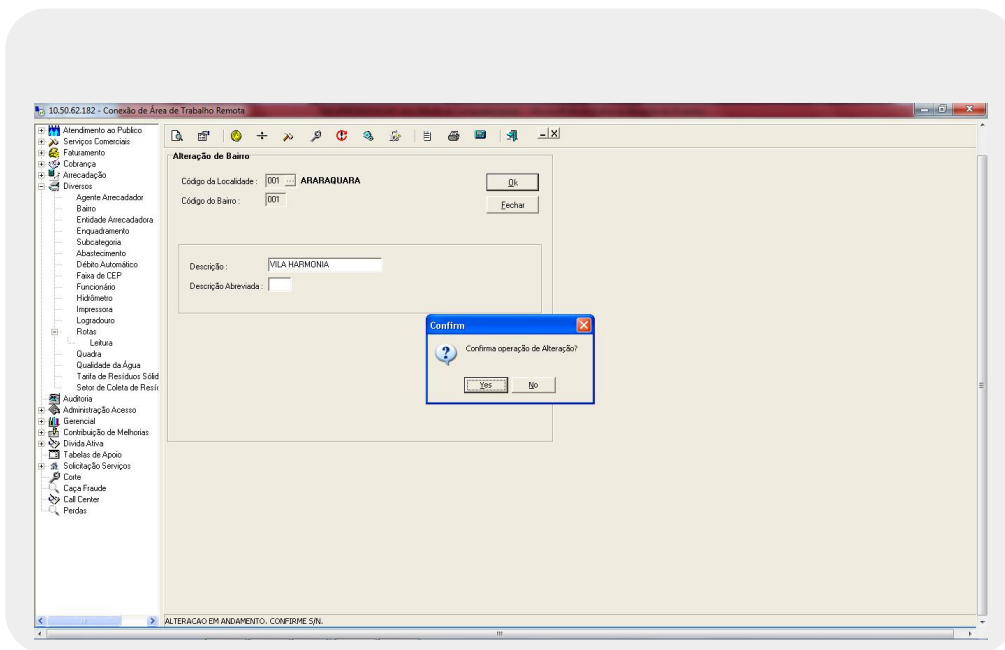 10.50.62.182 - Conexão de Área de Trabalho Remota
Atendimento ao Publico
Serviços Comerciais
Faturamento
Cobrança
Arrecadação
Diversos
Agente Arrecadador
Bairro
Entidade Arrecadadora
Enquadramento
Subcategoria
Abastecimento
Débito Automático
Faixa de CEP
Funcionário
Hidrômetro
Impressora
Logradouro
Rotas
Leitura
Quadra
Qualidade da Água
Tarifa de Resíduos Sólid
Setor de Coleta de Resíc
Auditoria
Administração Acesso
Gerencial
Contribuição de Melhorias
Divida Ativa
Tabelas de Apoio
Solicitação Serviços
Corte
Caça Fraude
Call Center
Perdas
Alteração de Bairro
Código da Localidade : 001 ... ARARAQUARA
Ok
Código do Bairro : 001
Fechar
Descrição : VILA HARMONIA
Descrição Abreviada :
Confirm
Confirma operação de Alteração?
Yes No
ALTERACAO EM ANDAMENTO. CONFIRME S/N.